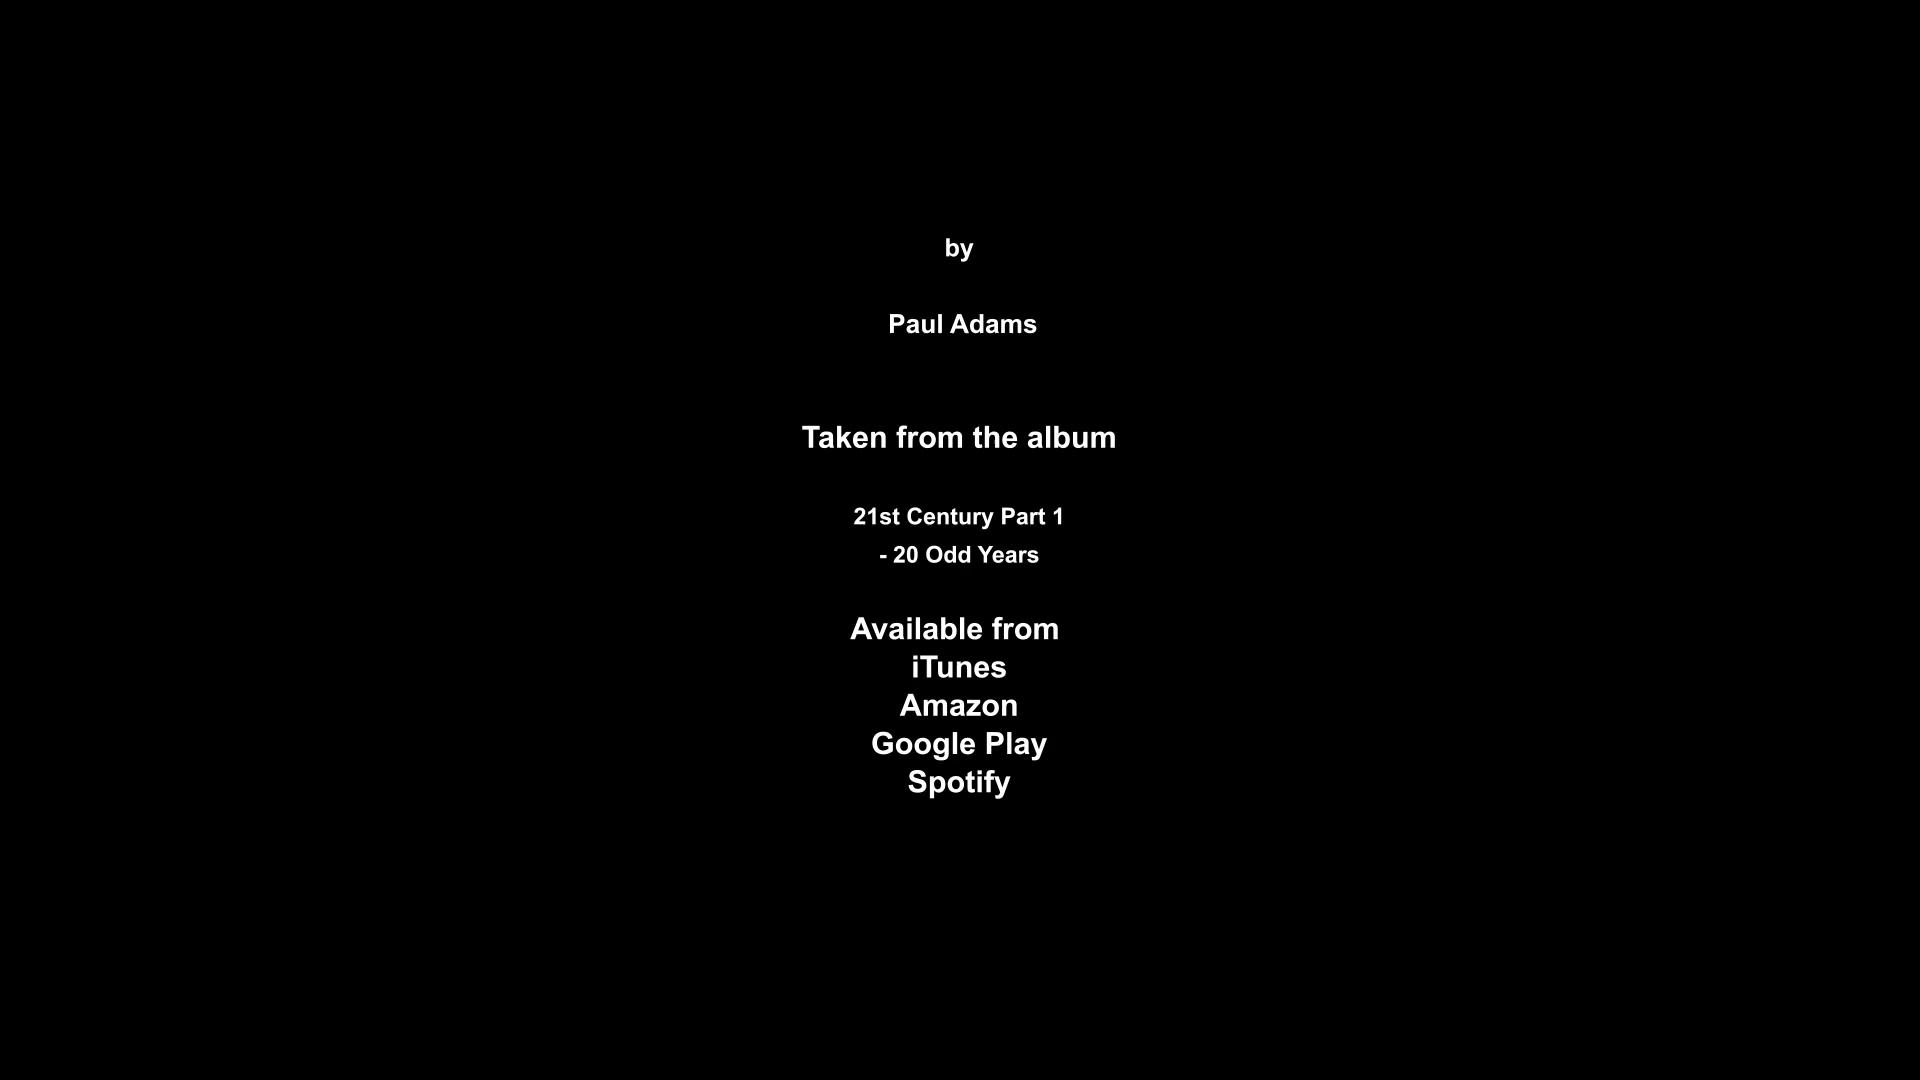 by
Paul Adams
Taken from the album
21st Century Part 1
- 20 Odd Years
Available from
iTunes
Amazon
Google Play
Spotify